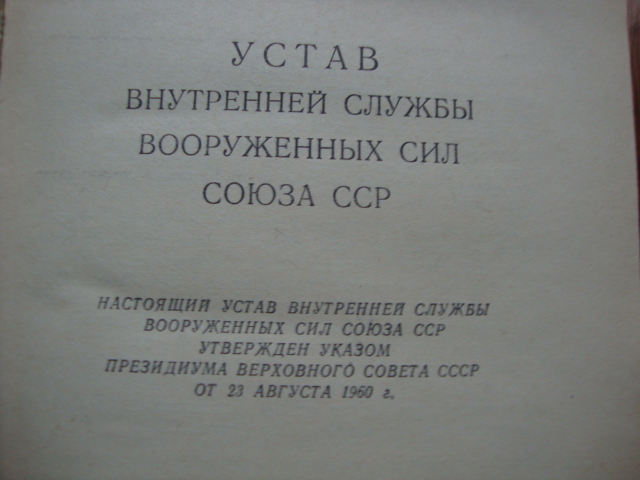 УСТАВ
ВНУТРЕННЕЙ СЛУЖБЫ
ВООРУЖЕННЫХ СИЛ
СОЮЗА ССР
НАСТОЯЩИЙ УСТАВ ВНУТРЕННЕЙ СЛУЖБЫ
ВООРУЖЕННЫХ СИЛ СОЮЗА ССР
УТВЕРЖДЕН УКАЗОМ
ПРЕЗИДИУМА ВЕРХОВНОГО СОВЕТА СССР
ОТ 23 АВГУСТА 1960 г.